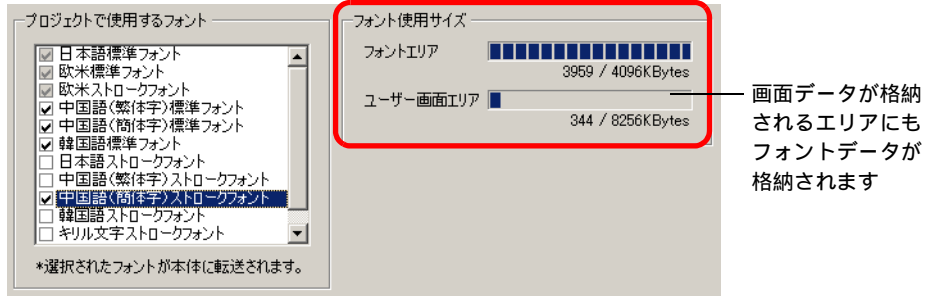 プロジェクトで使用するフォント
日本語標準フォント
欧米標準フォント
欧米ストロークフォント
中国語(繁体字)標準フォント
中国語(簡体字)標準フォント
韓国語標準フォント
日本語ストロークフォント
中国語(繁体字)ストロークフォント
中国語(簡体字)ストロークフォント
韓国語ストロークフォント
キリル文字ストロークフォント
*選択されたフォントが本体に転送されます。
フォント使用サイズ
フォントエリア
3959 / 4096KBytes
ユーザー画面エリア
344 / 8256KBytes
画面データが格納
されるエリアにも
フォントデータが
格納されます